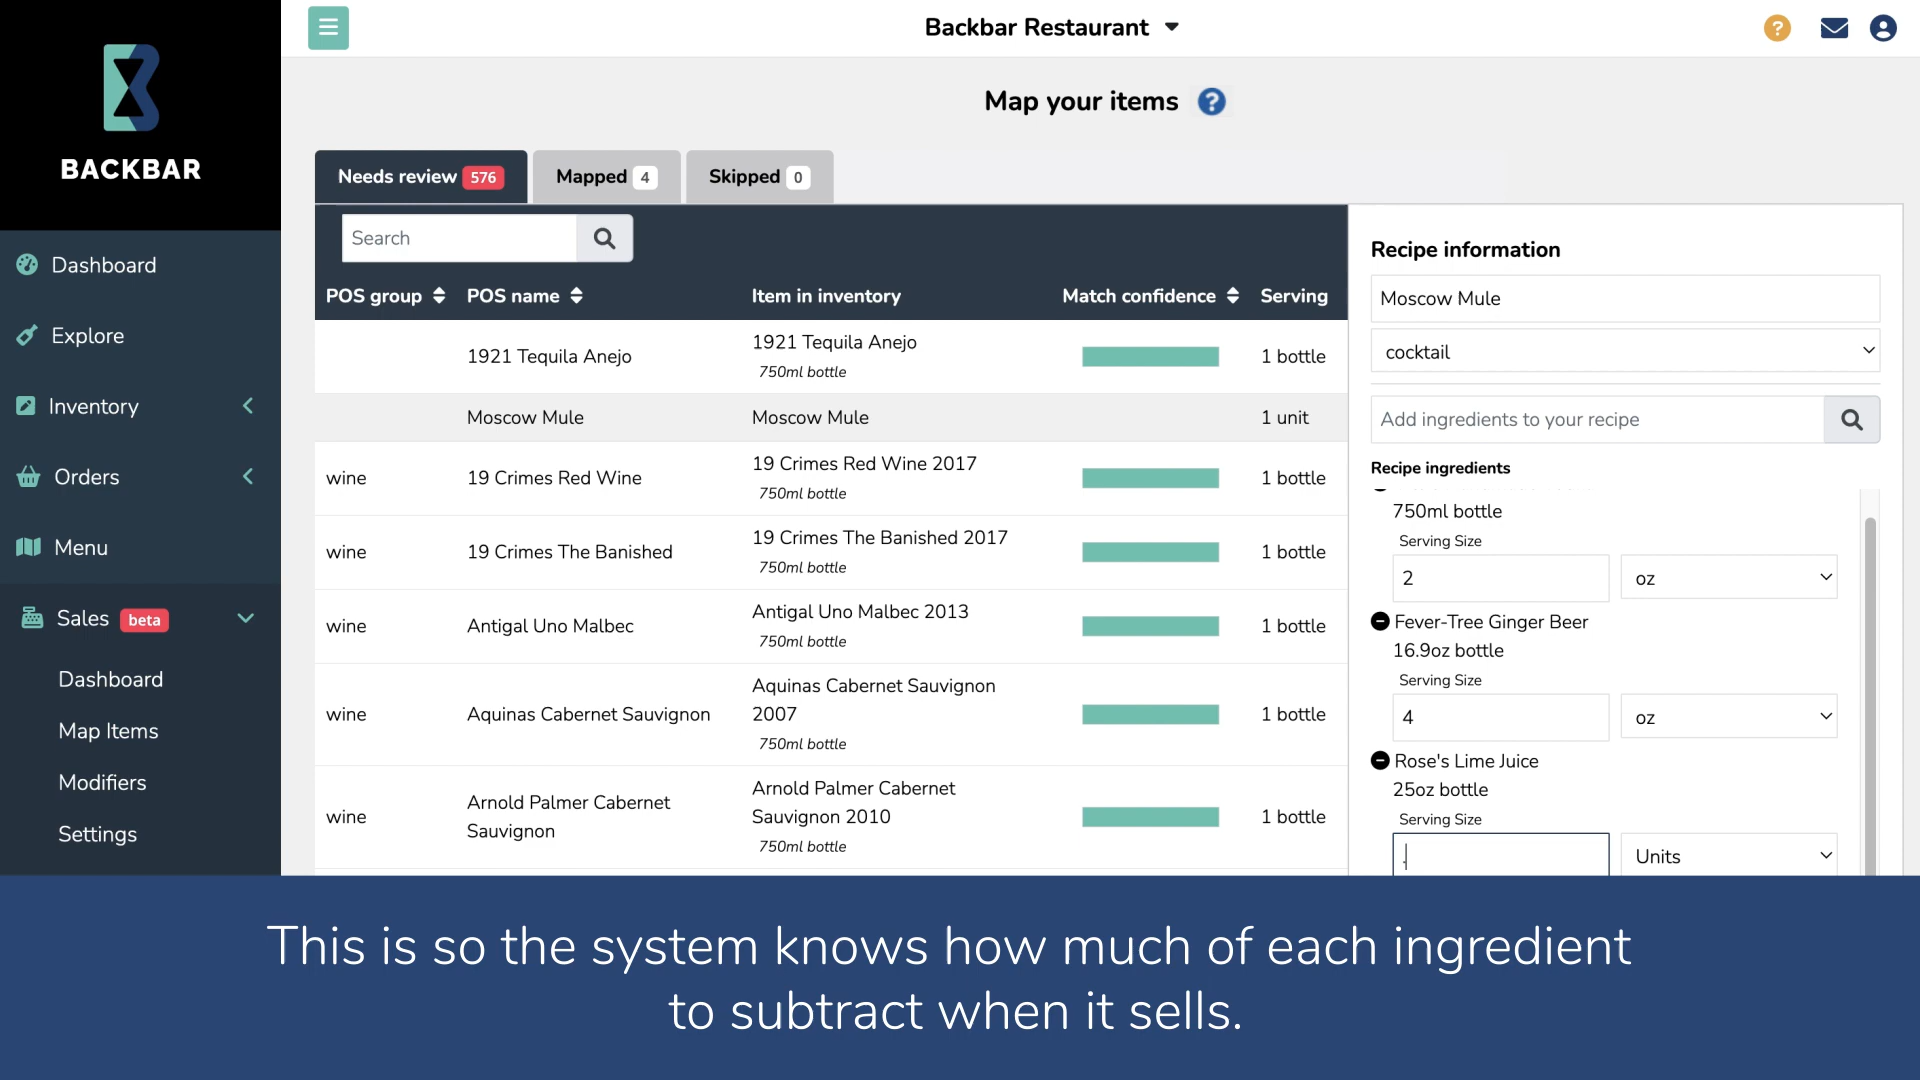 BACKBAR
Dashboard
Explore
Inventory
Orders
Menu
Sales beta
Dashboard
Map Items
Modifiers
Settings
Backbar Restaurant
?
Map your items ?
Needs review 576
Mapped 4
Skipped 0
Search
POS group POS name Item in inventory Match confidence Serving
1921 Tequila Anejo 1921 Tequila Anejo 1 bottle
750ml bottle
Moscow Mule Moscow Mule 1 unit
wine 19 Crimes Red Wine 19 Crimes Red Wine 2017 1 bottle
750ml bottle
wine 19 Crimes The Banished 19 Crimes The Banished 2017 1 bottle
750ml bottle
wine Antigal Uno Malbec Antigal Uno Malbec 2013 1 bottle
750ml bottle
wine Aquinas Cabernet Sauvignon Aquinas Cabernet Sauvignon 1 bottle
2007
750ml bottle
wine Arnold Palmer Cabernet Arnold Palmer Cabernet 1 bottle
Sauvignon Sauvignon 2010
750ml bottle
Recipe information
Moscow Mule
cocktail
Add ingredients to your recipe
Recipe ingredients
750ml bottle
Serving Size
2 oz
Fever-Tree Ginger Beer
16.9oz bottle
Serving Size
4 oz
Rose's Lime Juice
25oz bottle
Serving Size
. Units
This is so the system knows how much of each ingredient
to subtract when it sells.